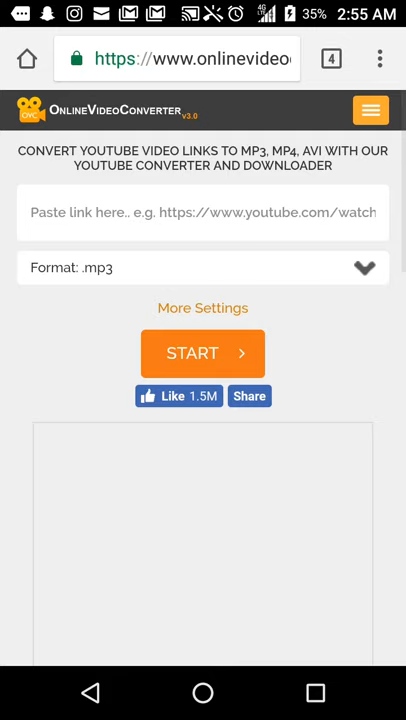 4G
LTE
35% 2:55 AM
https://www.onlinevideo
4
OVC ONLINEVIDEOCONVERTER v3.0
CONVERT YOUTUBE VIDEO LINKS TO MP3, MP4, AVI WITH OUR
YOUTUBE CONVERTER AND DOWNLOADER
Paste link here.. e.g. https://www.youtube.com/watch
Format: .mp3
More Settings
START
Like 1.5M Share